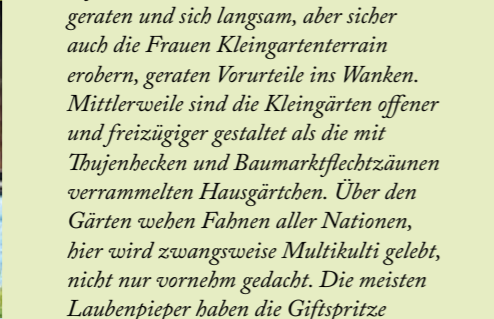 geraten und sich langsam, aber sicher
auch die Frauen Kleingartenterrain
erobern, geraten Vorurteile ins Wanken.
Mittlerweile sind die Kleingärten offener
und freizügiger gestaltet als die mit
Thujenhecken und Baumarktflechtzäunen
verrammelten Hausgärtchen. Über den
Gärten wehen Fahnen aller Nationen,
hier wird zwangsweise Multikulti gelebt,
nicht nur vornehm gedacht. Die meisten
Laubenpieper haben die Giftspritze